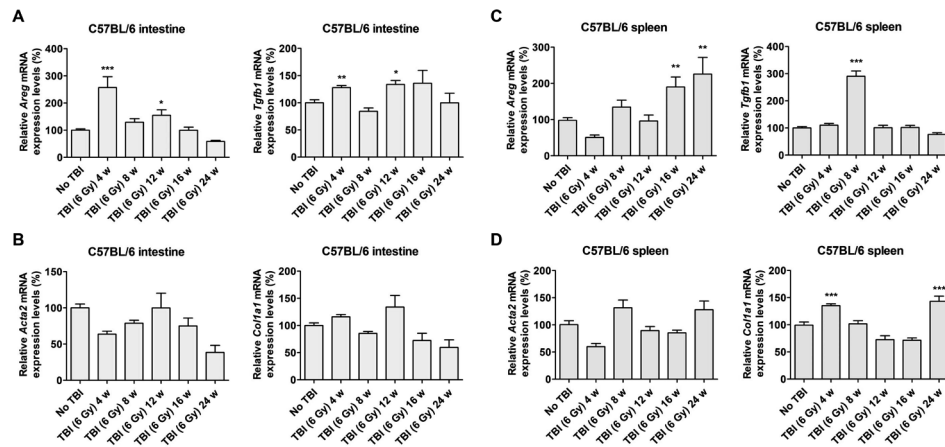 A
C57BL/6 intestine
Relative Areg mRNA
expression levels (%)
400
300
200
100
0
***
*
No TBI
TBI (6 Gy) 4 w
TBI (6 Gy) 8 w
TBI (6 Gy) 12 w
TBI (6 Gy) 16 w
TBI (6 Gy) 24 w
C57BL/6 intestine
Relative Tgfb1 mRNA
expression levels (%)
200
150
100
50
0
**
*
No TBI
TBI (6 Gy) 4 w
TBI (6 Gy) 8 w
TBI (6 Gy) 12 w
TBI (6 Gy) 16 w
TBI (6 Gy) 24 w
C
C57BL/6 spleen
Relative Areg mRNA
expression levels (%)
300
200
100
0
**
**
No TBI
TBI (6 Gy) 4 w
TBI (6 Gy) 8 w
TBI (6 Gy) 12 w
TBI (6 Gy) 16 w
TBI (6 Gy) 24 w
C57BL/6 spleen
Relative Tgfb1 mRNA
expression levels (%)
400
300
200
100
0
***
No TBI
TBI (6 Gy) 4 w
TBI (6 Gy) 8 w
TBI (6 Gy) 12 w
TBI (6 Gy) 16 w
TBI (6 Gy) 24 w
B
C57BL/6 intestine
Relative Acta2 mRNA
expression levels (%)
150
100
50
0
No TBI
TBI (6 Gy) 4 w
TBI (6 Gy) 8 w
TBI (6 Gy) 12 w
TBI (6 Gy) 16 w
TBI (6 Gy) 24 w
C57BL/6 intestine
Relative Col1a1 mRNA
expression levels (%)
200
150
100
50
0
No TBI
TBI (6 Gy) 4 w
TBI (6 Gy) 8 w
TBI (6 Gy) 12 w
TBI (6 Gy) 16 w
TBI (6 Gy) 24 w
D
C57BL/6 spleen
Relative Acta2 mRNA
expression levels (%)
200
150
100
50
0
No TBI
TBI (6 Gy) 4 w
TBI (6 Gy) 8 w
TBI (6 Gy) 12 w
TBI (6 Gy) 16 w
TBI (6 Gy) 24 w
C57BL/6 spleen
Relative Col1a1 mRNA
expression levels (%)
200
150
100
50
0
***
***
No TBI
TBI (6 Gy) 4 w
TBI (6 Gy) 8 w
TBI (6 Gy) 12 w
TBI (6 Gy) 16 w
TBI (6 Gy) 24 w